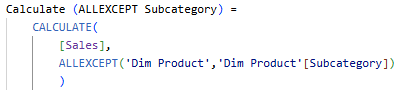 Calculate (ALLEXCEPT Subcategory) =
CALCULATE(
[Sales],
ALLEXCEPT('Dim Product','Dim Product'[Subcategory])
)